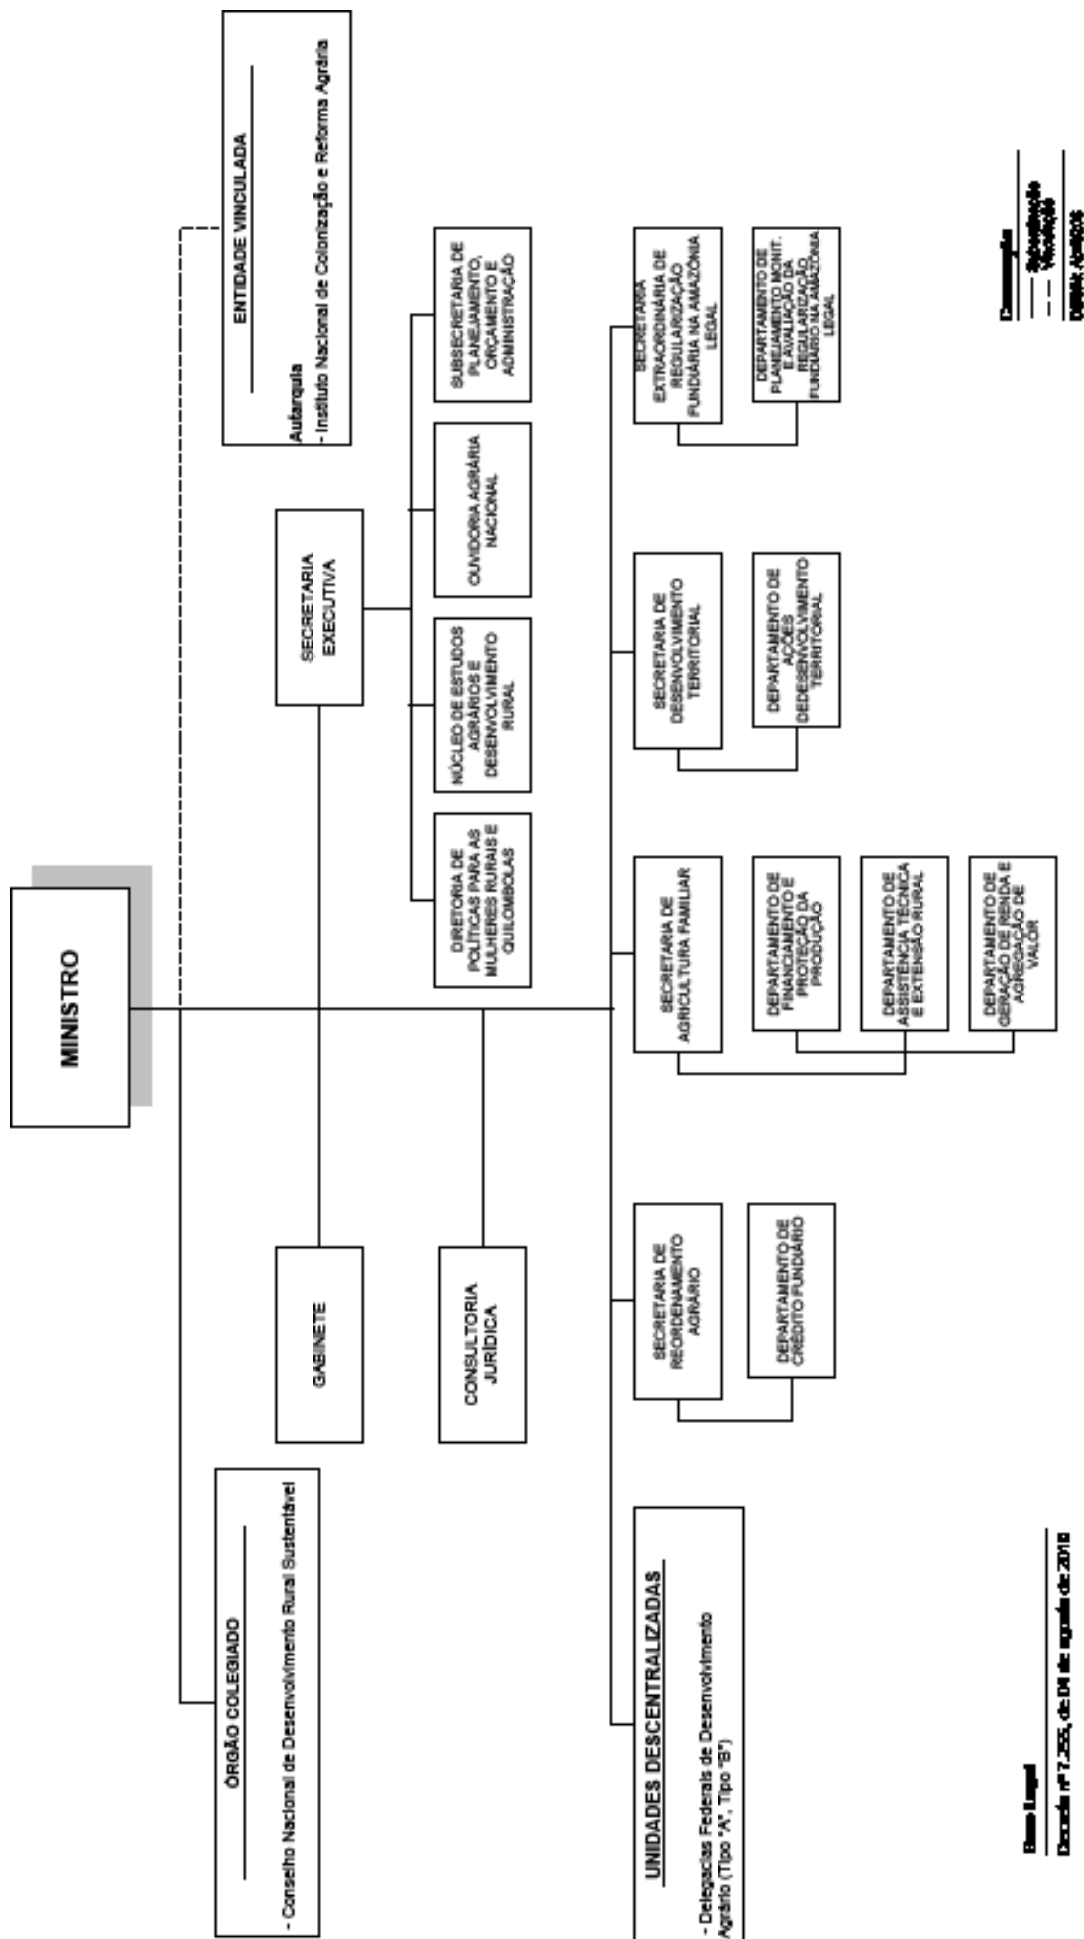 MINISTRO
ÓRGÃO COLEGIADO
- Conselho Nacional de Desenvolvimento Rural Sustentável
ENTIDADE VINCULADA
Autarquia
- Instituto Nacional de Colonização e Reforma Agrária
GABINETE
SECRETARIA
EXECUTIVA
CONSULTORIA
JURÍDICA
DIRETORIA DE
POLÍTICAS PARA AS
MULHERES RURAIS E
QUILOMBOLAS
NÚCLEO DE ESTUDOS
AGRÁRIOS E
DESENVOLVIMENTO
RURAL
OUVIDORIA AGRÁRIA
NACIONAL
SUBSECRETARIA DE
PLANEJAMENTO,
ORÇAMENTO E
ADMINISTRAÇÃO
UNIDADES DESCENTRALIZADAS
- Delegacias Federais de Desenvolvimento
Agrário (Tipo "A", Tipo "B")
SECRETARIA DE
REORDENAMENTO
AGRÁRIO
DEPARTAMENTO DE
CRÉDITO FUNDIÁRIO
SECRETARIA DE
AGRICULTURA FAMILIAR
DEPARTAMENTO DE
FINANCIAMENTO E
PROTEÇÃO DA
PRODUÇÃO
DEPARTAMENTO DE
ASSISTÊNCIA TÉCNICA
E EXTENSÃO RURAL
DEPARTAMENTO DE
GERAÇÃO DE RENDA E
AGREGAÇÃO DE
VALOR
SECRETARIA DE
DESENVOLVIMENTO
TERRITORIAL
DEPARTAMENTO DE
AÇÕES
DEDESENVOLVIMENTO
TERRITORIAL
SECRETARIA
EXTRAORDINÁRIA DE
REGULARIZAÇÃO
FUNDIÁRIA NA AMAZÔNIA
LEGAL
DEPARTAMENTO DE
PLANEJAMENTO MONIT.
E AVALIAÇÃO DA
REGULARIZAÇÃO
FUNDIÁRIO NA AMAZÔNIA
LEGAL
Base Legal
Decreto nº 7.255, de 04 de agosto de 2010
Convenção
Subordinação
Vinculação